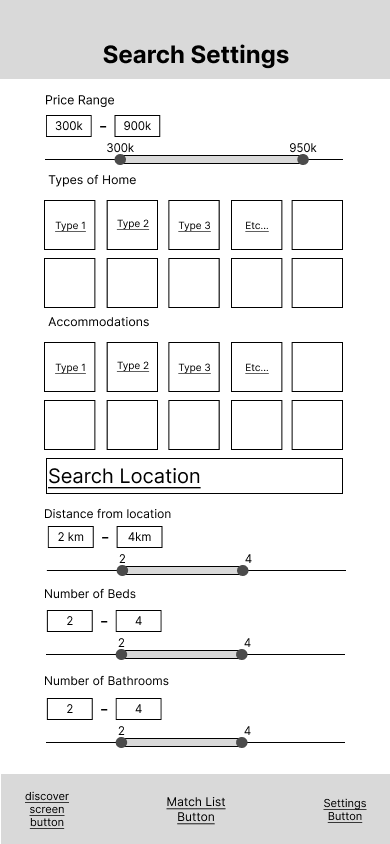 Search Settings
Price Range
300k – 900k
300k 950k
Types of Home
Type 1 Type 2 Type 3 Etc...
Accommodations
Type 1 Type 2 Type 3 Etc...
Search Location
Distance from location
2 km – 4km
2 4
Number of Beds
2 – 4
2 4
Number of Bathrooms
2 – 4
2 4
discover
screen
button
Match List
Button
Settings
Button